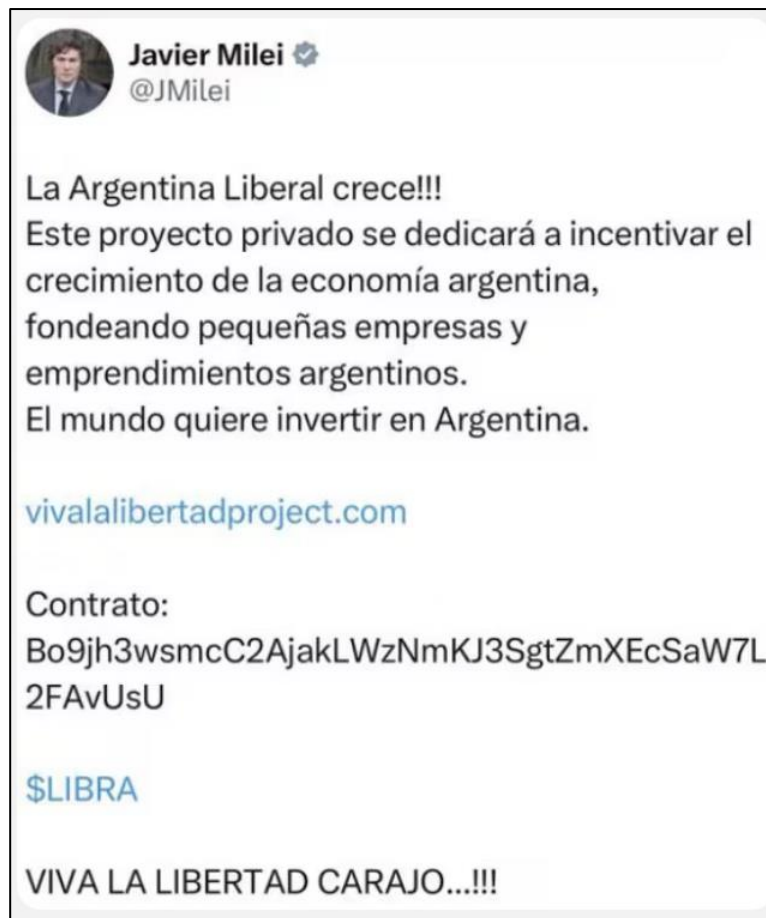 Javier Milei
@JMilei
La Argentina Liberal crece!!!
Este proyecto privado se dedicará a incentivar el
crecimiento de la economía argentina,
fondeando pequeñas empresas y
emprendimientos argentinos.
El mundo quiere invertir en Argentina.
vivalalibertadproject.com
Contrato:
Bo9jh3wsmcC2AjakLWzNmKJ3SgtZmXEcSaW7L
2FAvUsU
$LIBRA
VIVA LA LIBERTAD CARAJO...!!!